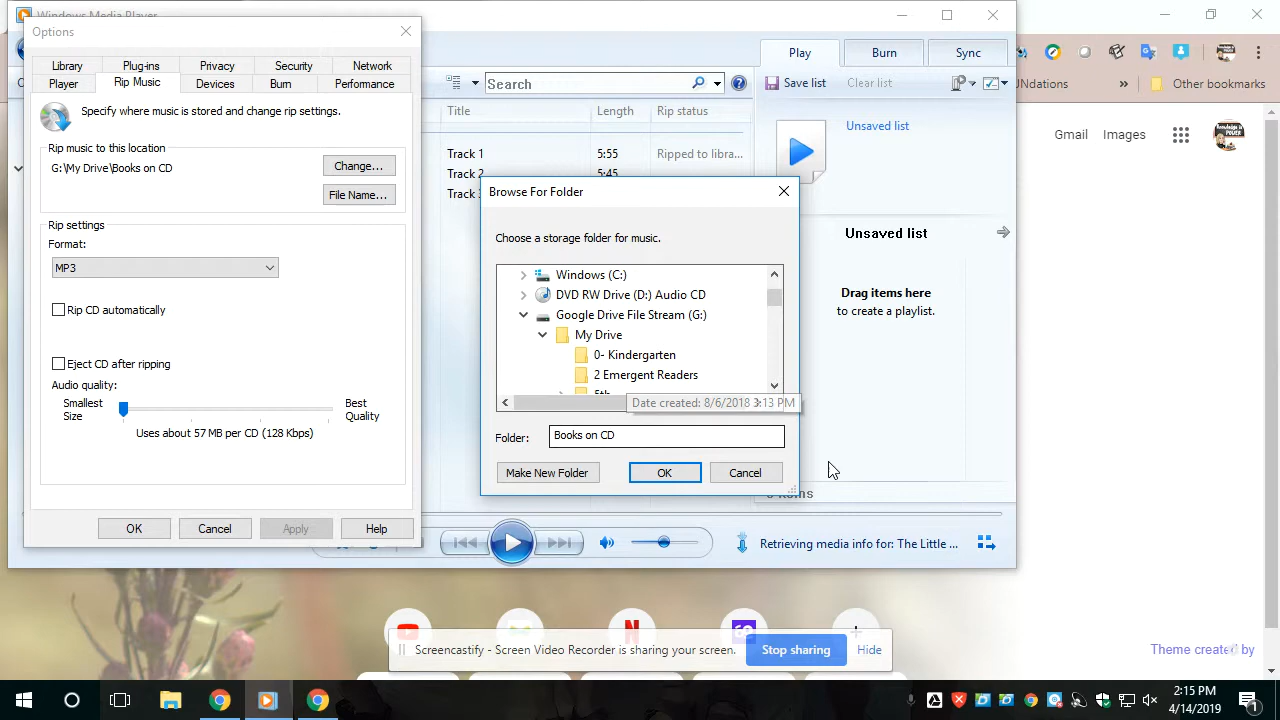 Windows Media Player
Options
Library
Plug-ins
Privacy
Security
Network
Player
Rip Music
Devices
Burn
Performance
Specify where music is stored and change rip settings.
Rip music to this location
G:\My Drive\Books on CD
Change...
File Name...
Rip settings
Format:
MP3
Rip CD automatically
Eject CD after ripping
Audio quality:
Smallest
Size
Best
Quality
Uses about 57 MB per CD (128 Kbps)
OK
Cancel
Apply
Help
Search
Title
Length
Rip status
Track 1
5:55
Ripped to libra...
Track 2
5:45
Track
Play
Burn
Sync
Save list
Clear list
Unsaved list
Unsaved list
Drag items here
to create a playlist.
Browse For Folder
Choose a storage folder for music.
Windows (C:)
DVD RW Drive (D:) Audio CD
Google Drive File Stream (G:)
My Drive
0- Kindergarten
2 Emergent Readers
Date created: 8/6/2018 3:13 PM
Folder:
Books on CD
Make New Folder
OK
Cancel
Retrieving media info for: The Little ...
JNdations
»
Other bookmarks
Gmail
Images
Screencastify - Screen Video Recorder is sharing your screen.
Stop sharing
Hide
Theme created by
2:15 PM
4/14/2019
1